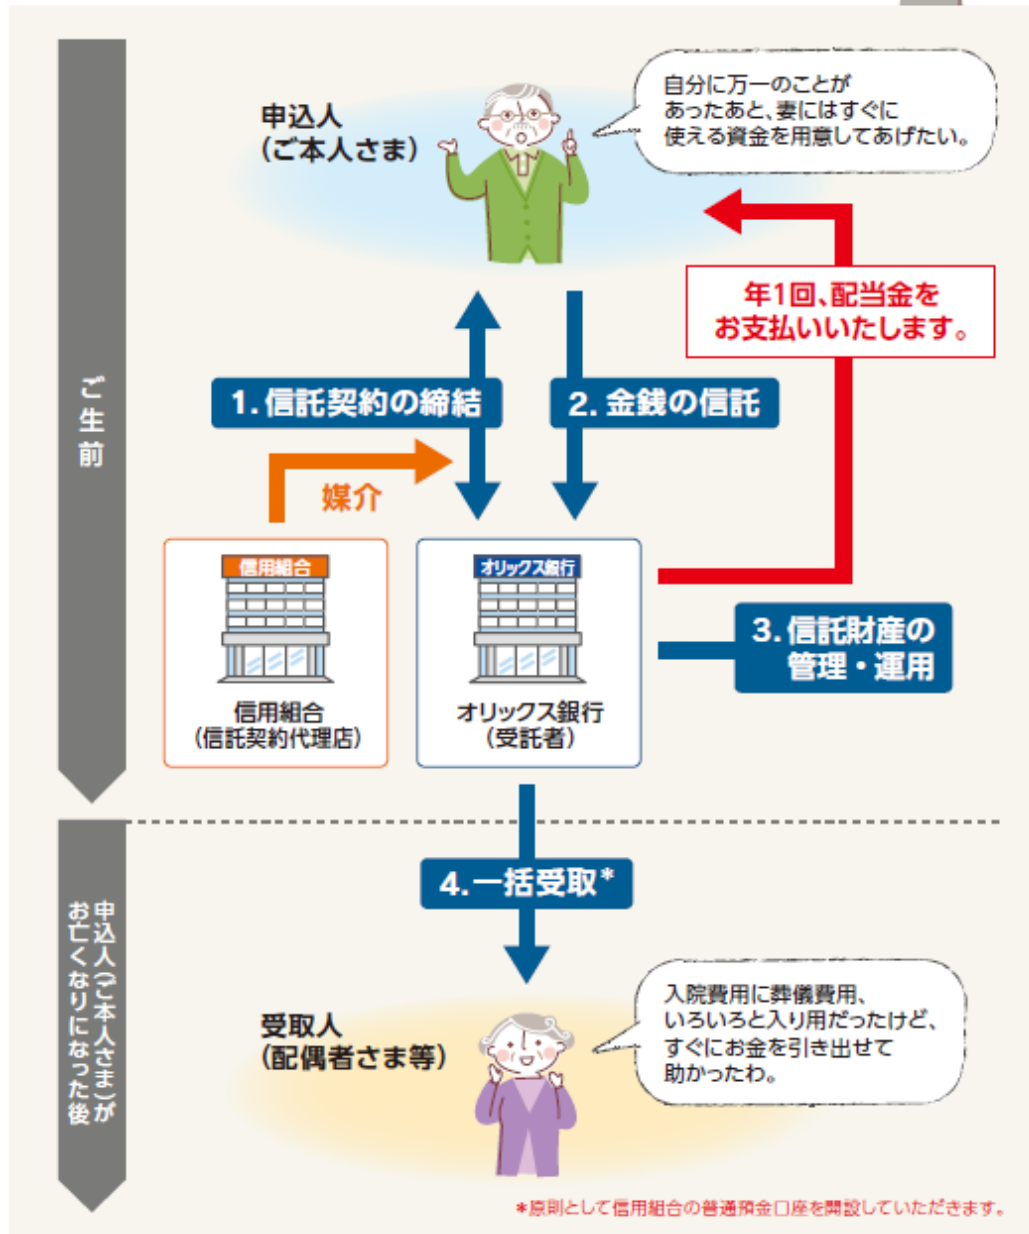 ご生前
申込人
(ご本人さま)
自分に万一のことが
あったあと、妻にはすぐに
使える資金を用意してあげたい。
年1回、配当金を
お支払いいたします。
1.信託契約の締結
2.金銭の信託
媒介
信用組合
信用組合
(信託契約代理店)
オリックス銀行
オリックス銀行
(受託者)
3.信託財産の
管理・運用
申込人(ご本人さま)が
お亡くなりになった後
4.一括受取*
受取人
(配偶者さま等)
入院費用に葬儀費用、
いろいろと入り用だったけど、
すぐにお金を引き出せて
助かったわ。
*原則として信用組合の普通預金口座を開設していただきます。